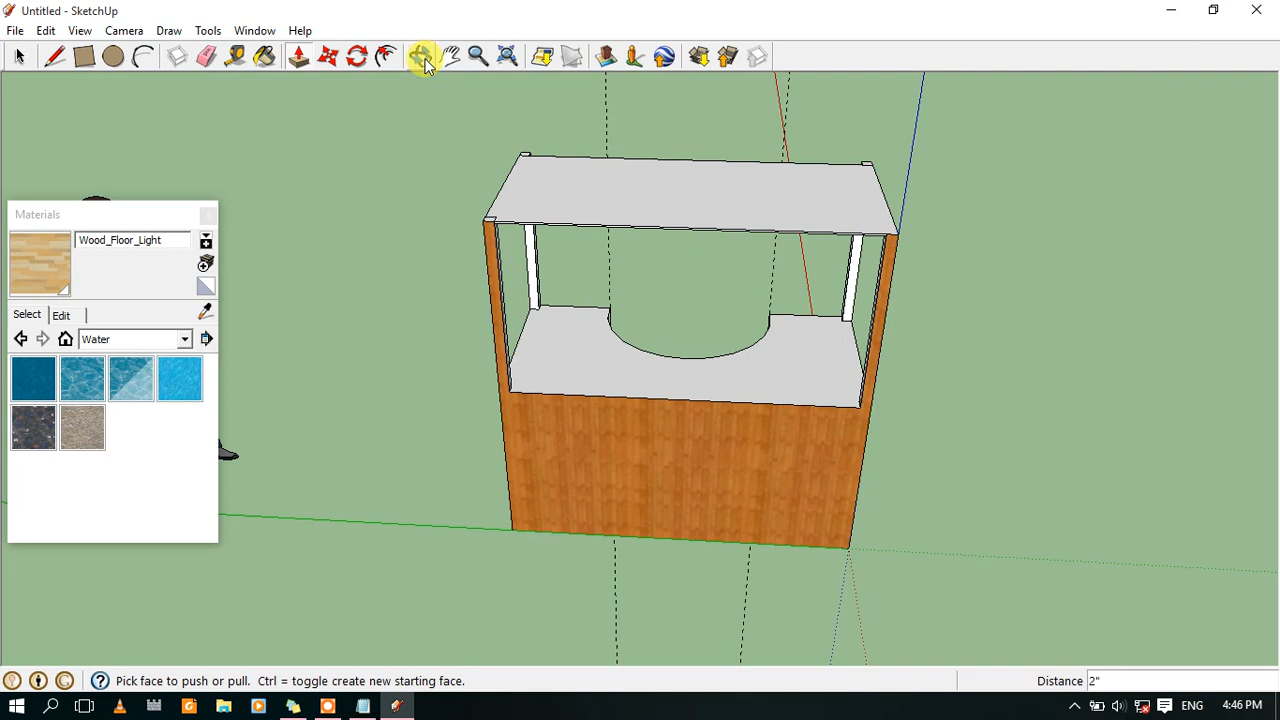 Untitled - SketchUp
File Edit View Camera Draw Tools Window Help
Materials
Wood_Floor_Light
Select Edit
Water
Pick face to push or pull. Ctrl = toggle create new starting face.
Distance 2"
ENG 4:46 PM